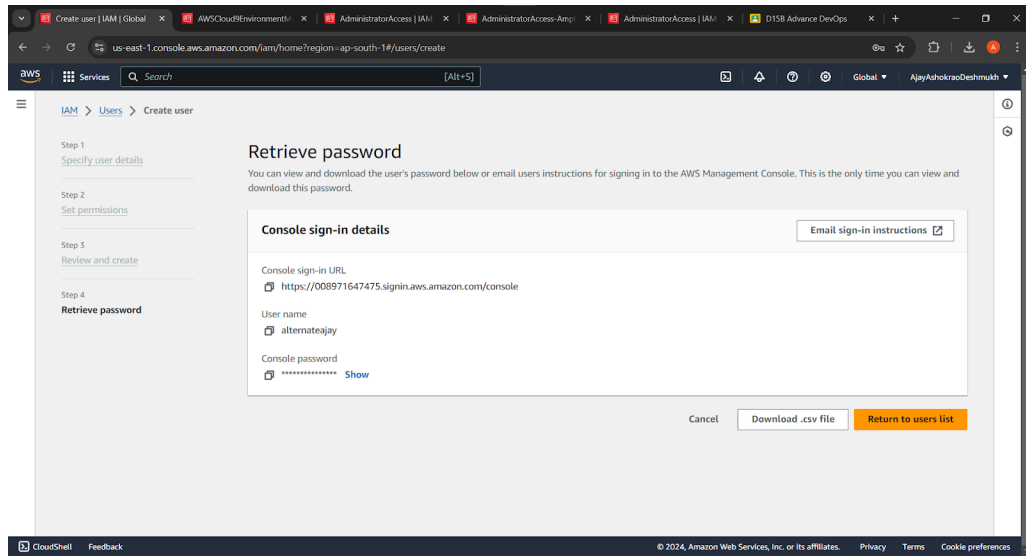 Create user | IAM | Global
AWSCloud9EnvironmentM
AdministratorAccess | IAM
AdministratorAccess-Ampl
AdministratorAccess | IAM
D15B Advance DevOps
us-east-1.console.aws.amazon.com/iam/home?region=ap-south-1#/users/create
A
aws
Services
Search
[Alt+S]
Global
AjayAshokraoDeshmukh
IAM > Users > Create user
Step 1
Specify user details
Step 2
Set permissions
Step 3
Review and create
Step 4
Retrieve password
Retrieve password
You can view and download the user's password below or email users instructions for signing in to the AWS Management Console. This is the only time you can view and
download this password.
Console sign-in details
Email sign-in instructions
Console sign-in URL
https://008971647475.signin.aws.amazon.com/console
User name
alternateajay
Console password
*************** Show
Cancel
Download .csv file
Return to users list
CloudShell
Feedback
© 2024, Amazon Web Services, Inc. or its affiliates.
Privacy
Terms
Cookie preferences